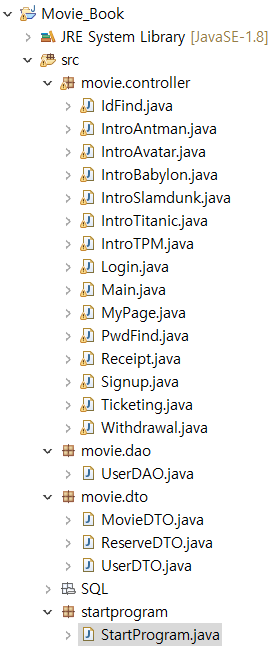 Movie_Book
JRE System Library [JavaSE-1.8]
src
movie.controller
IdFind.java
IntroAntman.java
IntroAvatar.java
IntroBabylon.java
IntroSlamdunk.java
IntroTitanic.java
IntroTPM.java
Login.java
Main.java
MyPage.java
PwdFind.java
Receipt.java
Signup.java
Ticketing.java
Withdrawal.java
movie.dao
UserDAO.java
movie.dto
MovieDTO.java
ReserveDTO.java
UserDTO.java
SQL
startprogram
StartProgram.java